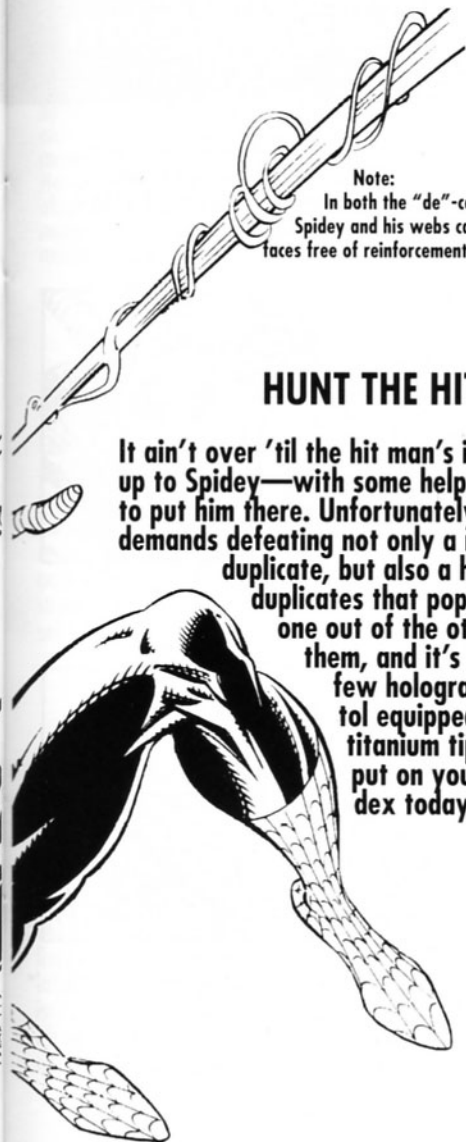 Note:
In both the "de"-c
Spidey and his webs c
faces free of reinforcement
HUNT THE HIT
It ain't over 'til the hit man's i
up to Spidey—with some help
to put him there. Unfortunately
demands defeating not only a
duplicate, but also a h
duplicates that pop
one out of the ot
them, and it's
few hologra
tol equipped
titanium tip
put on you
dex today